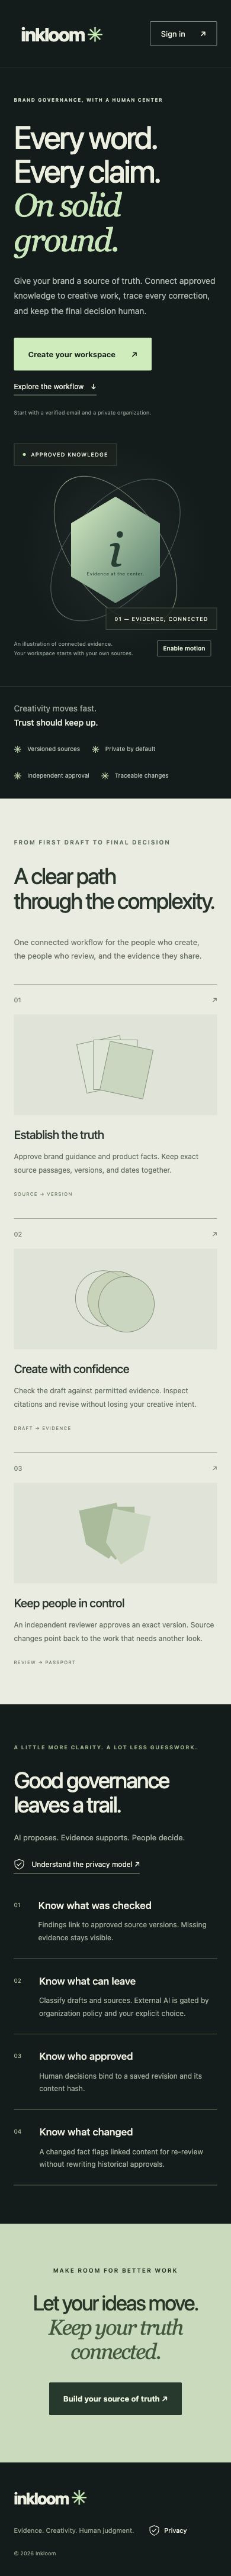 inkloom
Sign in ↗
BRAND GOVERNANCE, WITH A HUMAN CENTER
Every word.
Every claim.
On solid
ground.
Give your brand a source of truth. Connect approved
knowledge to creative work, trace every correction,
and keep the final decision human.
Create your workspace ↗
Explore the workflow ↓
Start with a verified email and a private organization.
APPROVED KNOWLEDGE
i
Evidence at the center.
01 — EVIDENCE, CONNECTED
An illustration of connected evidence.
Your workspace starts with your own sources.
Enable motion
Creativity moves fast.
Trust should keep up.
Versioned sources
Private by default
Independent approval
Traceable changes
FROM FIRST DRAFT TO FINAL DECISION
A clear path
through the complexity.
One connected workflow for the people who create,
the people who review, and the evidence they share.
01 ↗
Establish the truth
Approve brand guidance and product facts. Keep exact
source passages, versions, and dates together.
SOURCE → VERSION
02 ↗
Create with confidence
Check the draft against permitted evidence. Inspect
citations and revise without losing your creative intent.
DRAFT → EVIDENCE
03 ↗
Keep people in control
An independent reviewer approves an exact version. Source
changes point back to the work that needs another look.
REVIEW → PASSPORT
A LITTLE MORE CLARITY. A LOT LESS GUESSWORK.
Good governance
leaves a trail.
AI proposes. Evidence supports. People decide.
Understand the privacy model ↗
01 Know what was checked
Findings link to approved source versions. Missing
evidence stays visible.
02 Know what can leave
Classify drafts and sources. External AI is gated by
organization policy and your explicit choice.
03 Know who approved
Human decisions bind to a saved revision and its
content hash.
04 Know what changed
A changed fact flags linked content for re-review
without rewriting historical approvals.
MAKE ROOM FOR BETTER WORK
Let your ideas move.
Keep your truth
connected.
Build your source of truth ↗
inkloom
Evidence. Creativity. Human judgment.
Privacy
© 2026 Inkloom